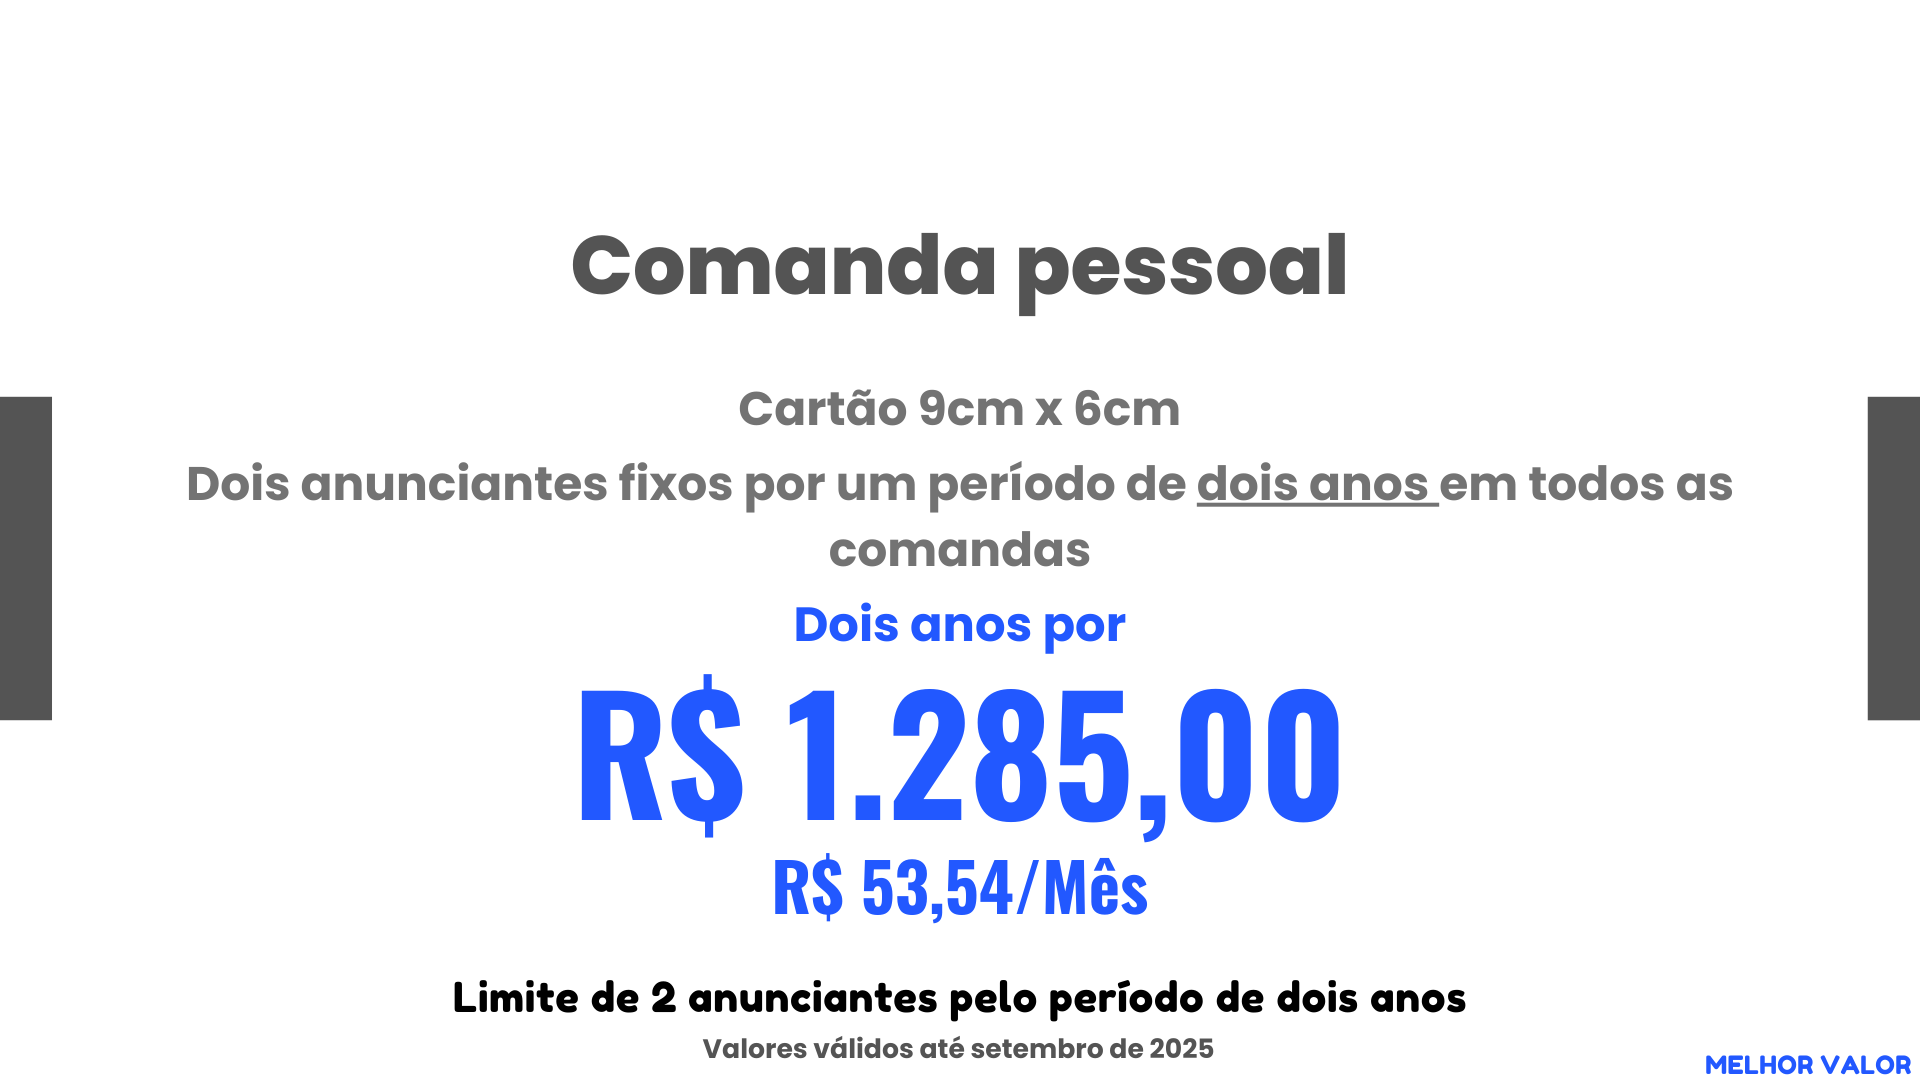 Comanda pessoal
Cartão 9cm x 6cm
Dois anunciantes fixos por um período de dois anos em todos as
comandas
Dois anos por
R$ 1.285,00
R$ 53,54/Mês
Limite de 2 anunciantes pelo período de dois anos
Valores válidos até setembro de 2025
MELHOR VALOR